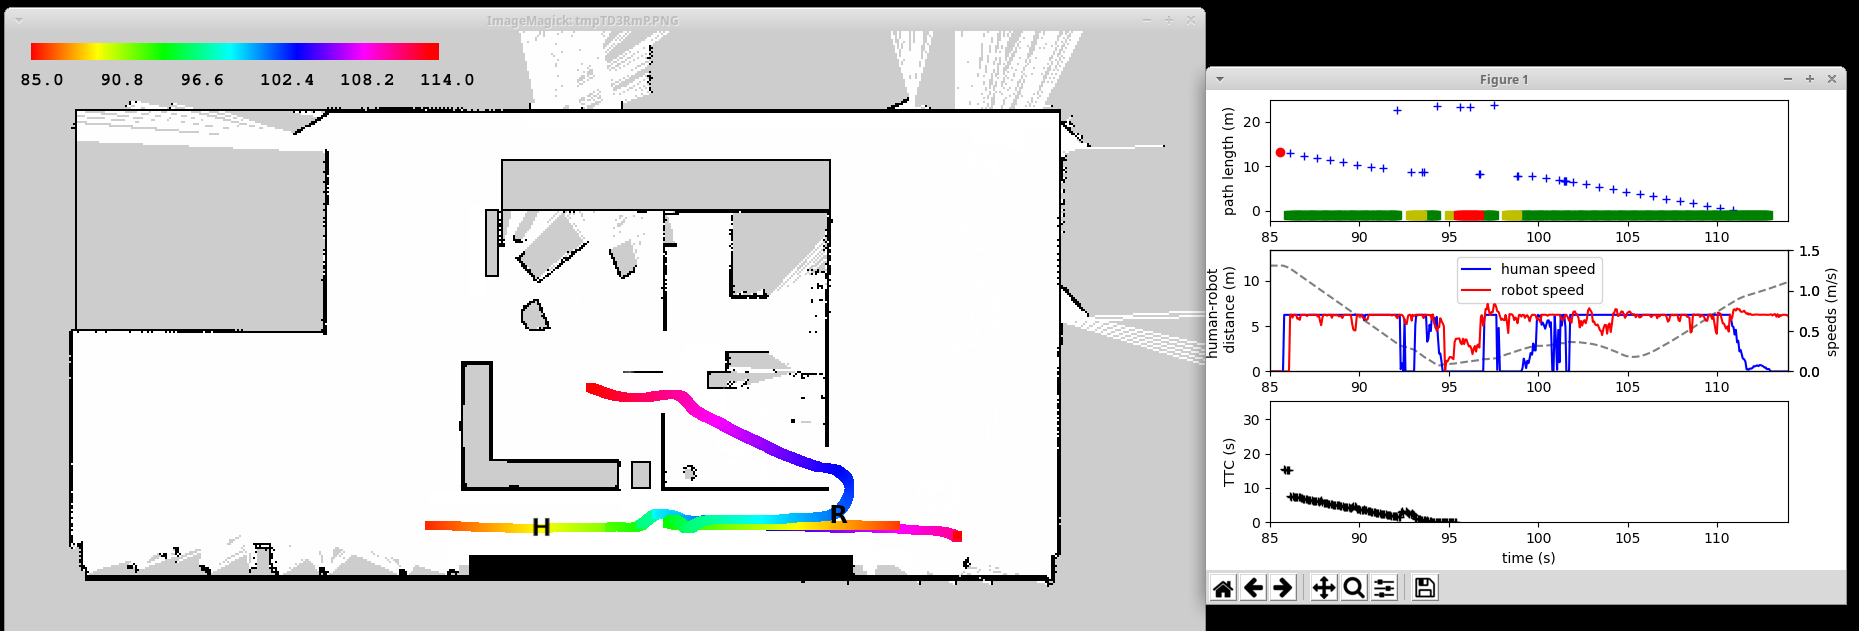 ImageMagick: tmpTD3RmP.PNG
85.0 90.8 96.6 102.4 108.2 114.0
H
R
Figure 1
path length (m)
20
10
0
85 90 95 100 105 110
human-robot
distance (m)
10
5
0
human speed
robot speed
1.5
1.0
0.5
0.0
speeds (m/s)
85 90 95 100 105 110
TTC (s)
30
20
10
0
85 90 95 100 105 110
time (s)